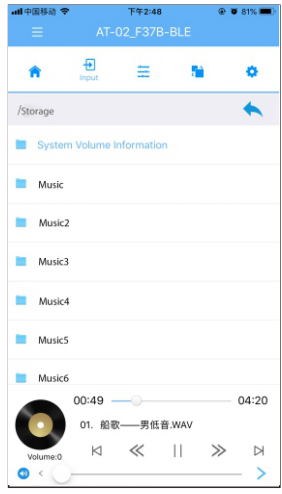 中国移动 下午2:48 81%
AT-02_F37B-BLE
Input
/Storage
System Volume Information
Music
Music2
Music3
Music4
Music5
Music6
00:49 04:20
01. 船歌——男低音.WAV
Volume:0